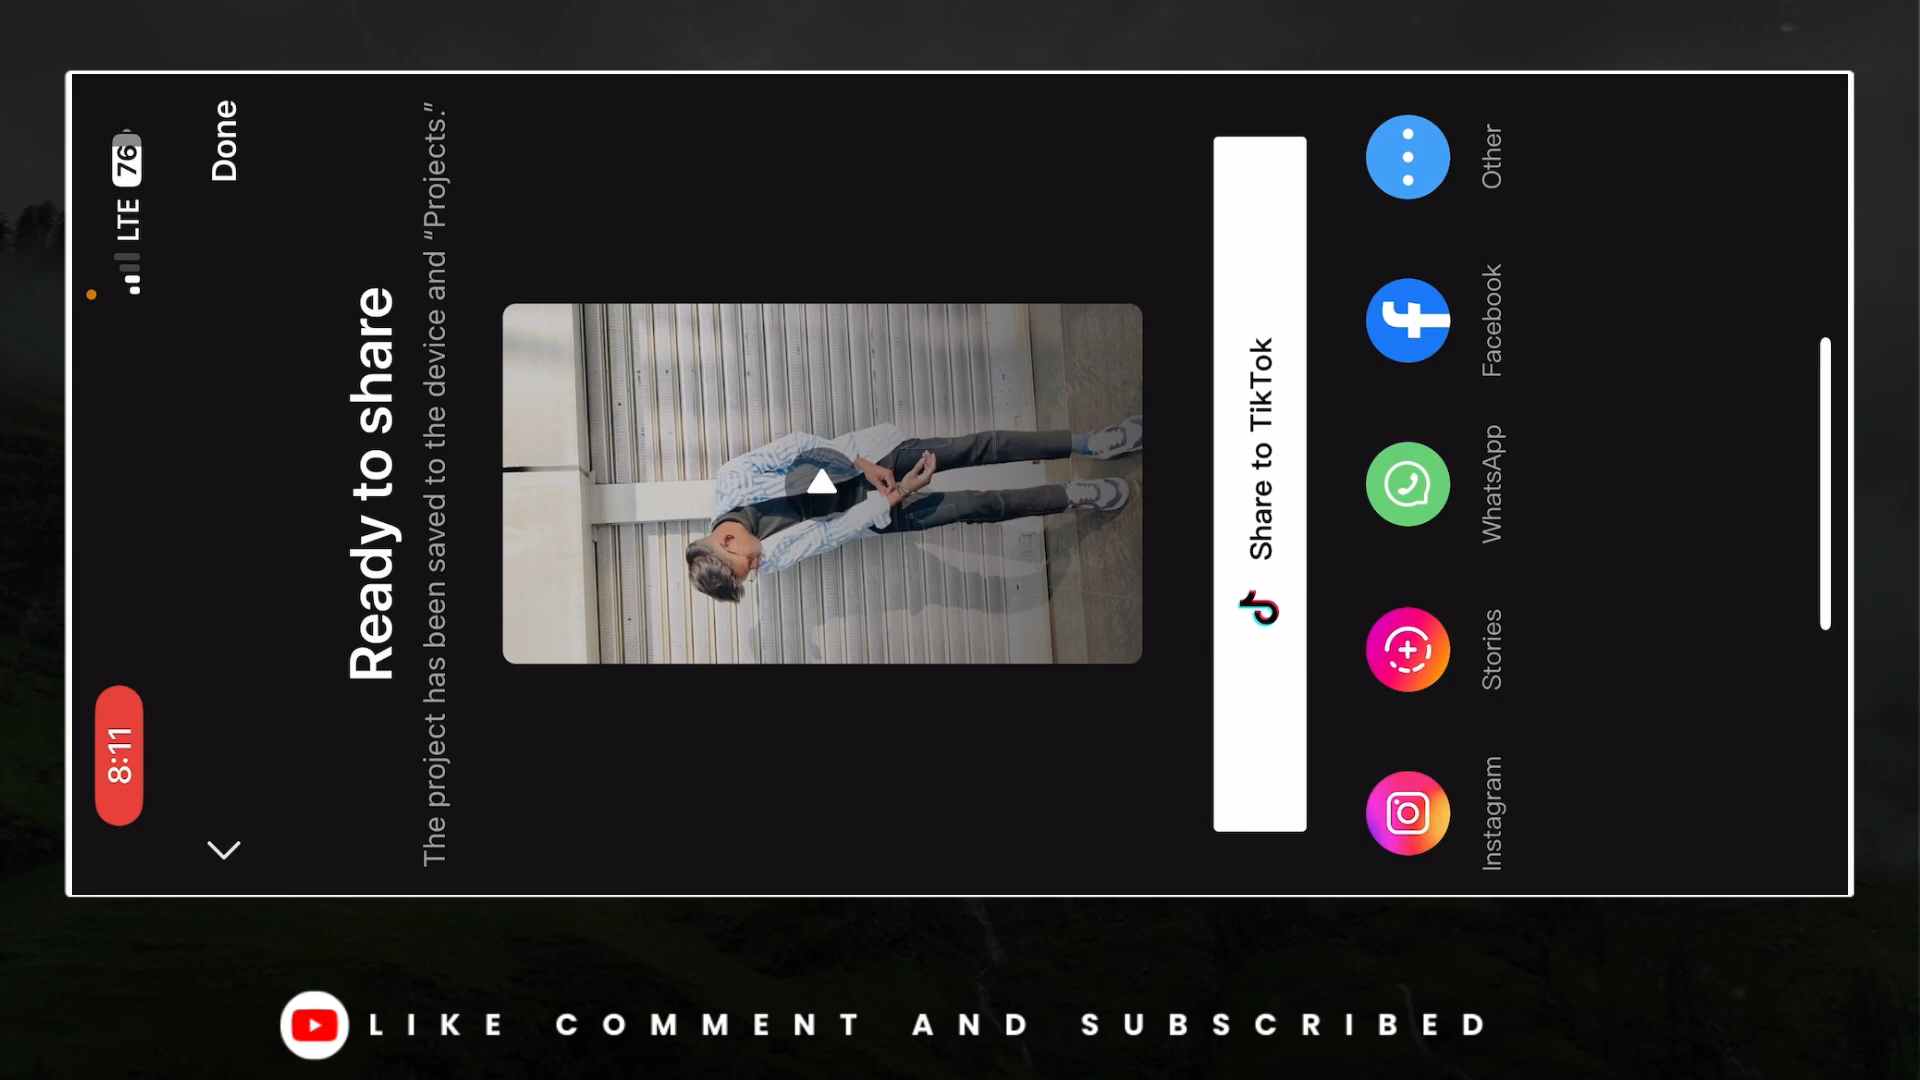 8:11
LTE 76
Done
Ready to share
The project has been saved to the device and “Projects.”
Share to TikTok
Instagram
Stories
WhatsApp
Facebook
Other
LIKE COMMENT AND SUBSCRIBED